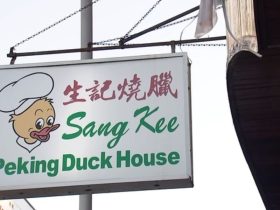 生記燒臘
Sang Kee
Peking Duck House